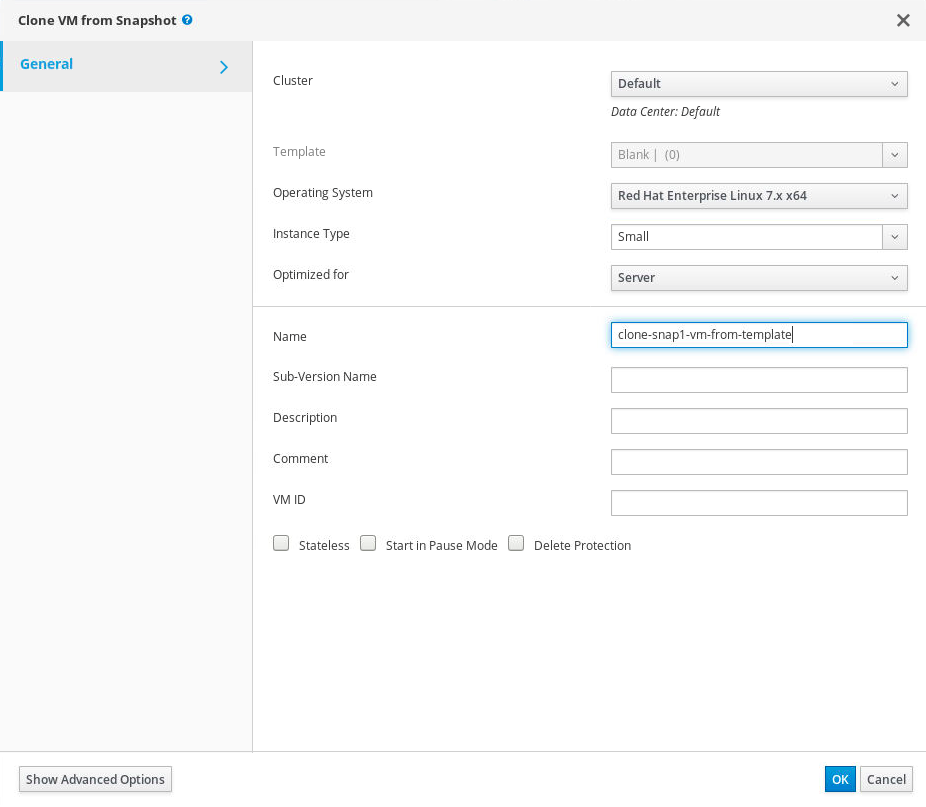 Clone VM from Snapshot ?
General
Cluster
Default
Data Center: Default
Template
Blank | (0)
Operating System
Red Hat Enterprise Linux 7.x x64
Instance Type
Small
Optimized for
Server
Name
clone-snap1-vm-from-template
Sub-Version Name
Description
Comment
VM ID
Stateless Start in Pause Mode Delete Protection
Show Advanced Options
OK Cancel